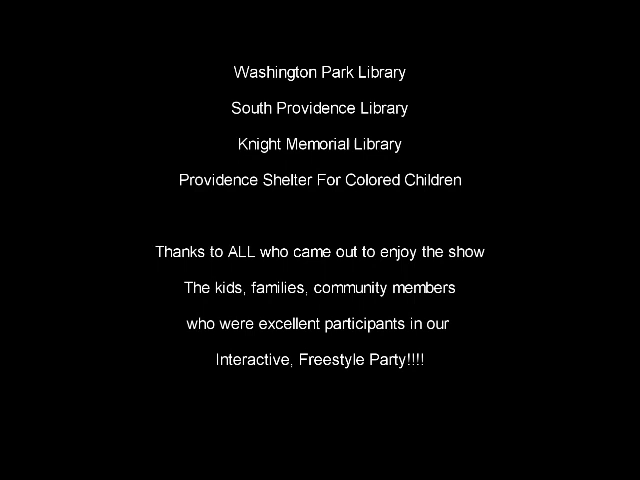 Washington Park Library
South Providence Library
Knight Memorial Library
Providence Shelter For Colored Children
Thanks to ALL who came out to enjoy the show
The kids, families, community members
who were excellent participants in our
Interactive, Freestyle Party!!!!